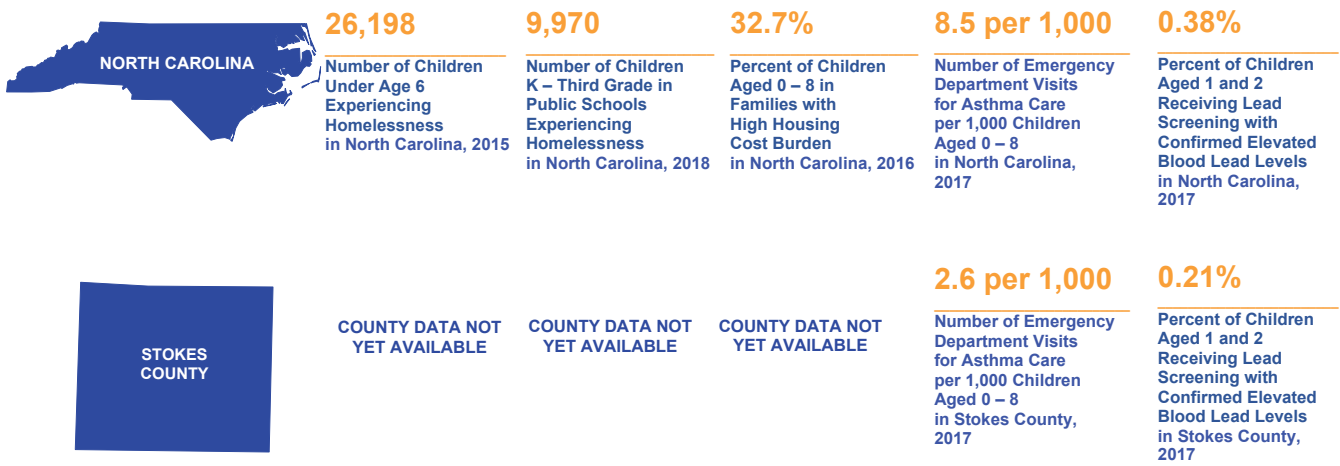 NORTH CAROLINA
26,198
Number of Children
Under Age 6
Experiencing
Homelessness
in North Carolina, 2015
9,970
Number of Children
K – Third Grade in
Public Schools
Experiencing
Homelessness
in North Carolina, 2018
32.7%
Percent of Children
Aged 0 – 8 in
Families with
High Housing
Cost Burden
in North Carolina, 2016
8.5 per 1,000
Number of Emergency
Department Visits
for Asthma Care
per 1,000 Children
Aged 0 – 8
in North Carolina,
2017
0.38%
Percent of Children
Aged 1 and 2
Receiving Lead
Screening with
Confirmed Elevated
Blood Lead Levels
in North Carolina,
2017
STOKES
COUNTY
COUNTY DATA NOT
YET AVAILABLE
COUNTY DATA NOT
YET AVAILABLE
COUNTY DATA NOT
YET AVAILABLE
2.6 per 1,000
Number of Emergency
Department Visits
for Asthma Care
per 1,000 Children
Aged 0 – 8
in Stokes County,
2017
0.21%
Percent of Children
Aged 1 and 2
Receiving Lead
Screening with
Confirmed Elevated
Blood Lead Levels
in Stokes County,
2017